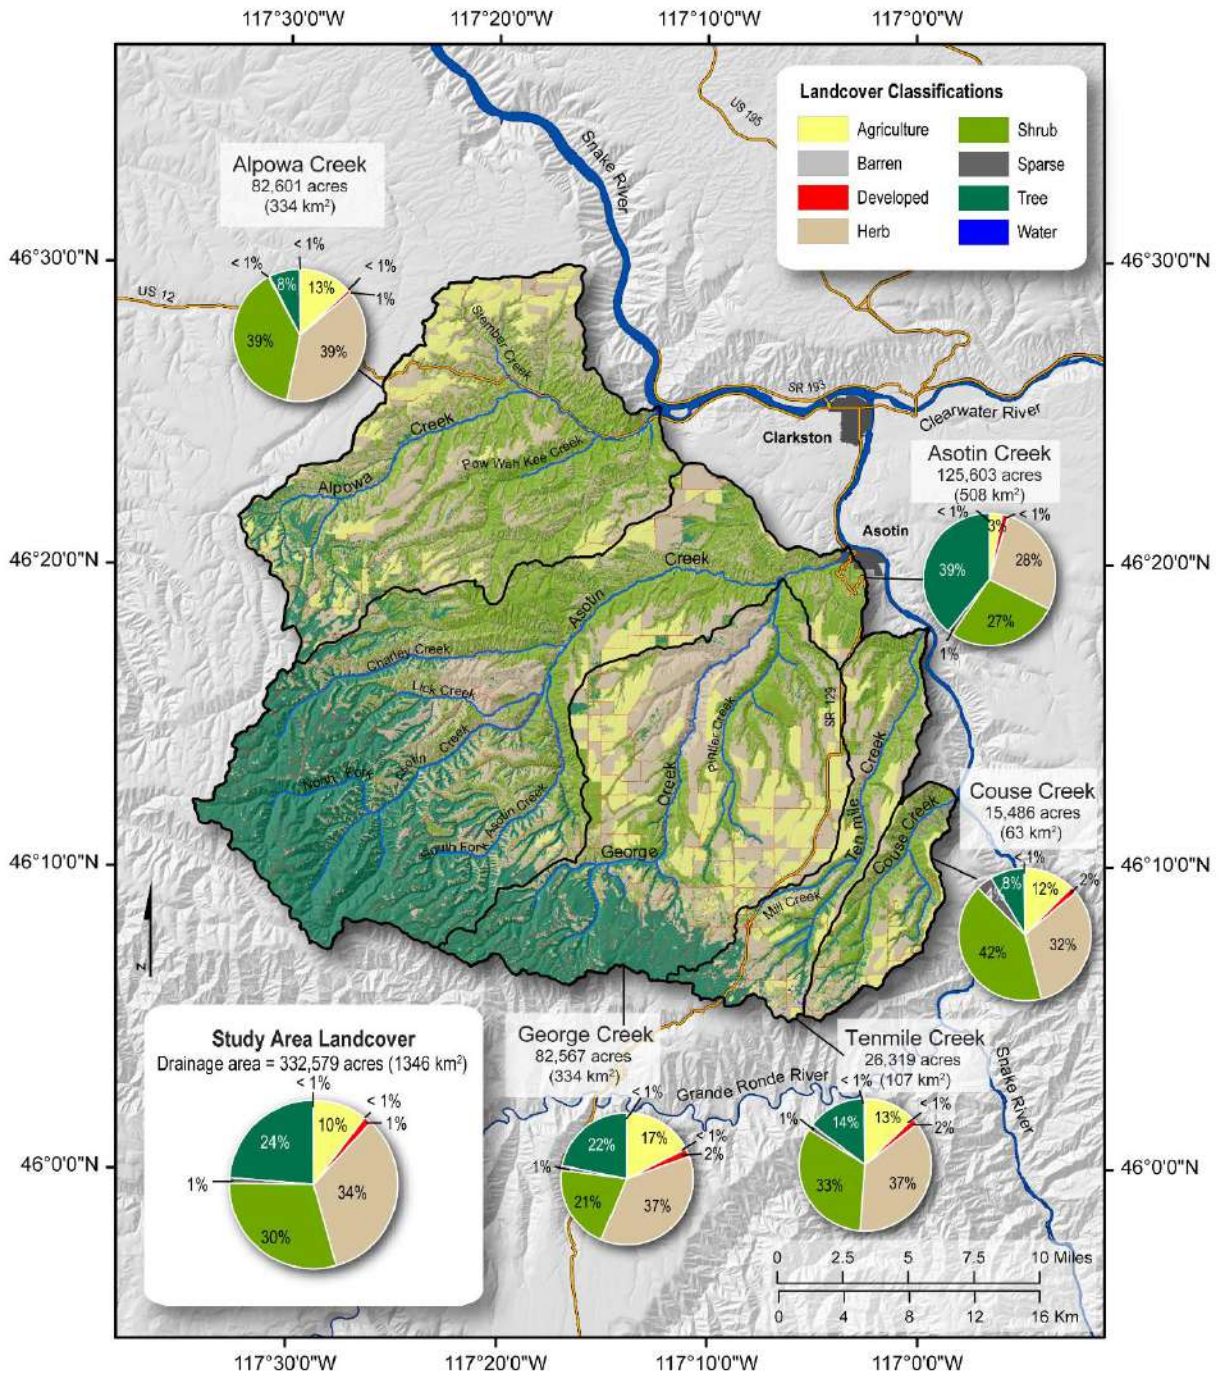 117°30'0"W
117°20'0"W
117°10'0"W
117°0'0"W
Landcover Classifications
Agriculture
Shrub
Barren
Sparse
Developed
Tree
Herb
Water
US 195
Snake River
Alpowa Creek
82,601 acres
(334 km²)
< 1%
< 1%
< 1%
1%
8%
13%
39%
39%
46°30'0"N
46°30'0"N
US 12
Stember Creek
SR 193
Clearwater River
Clarkston
Creek
Pow Wah Kee Creek
Alpowa
Asotin Creek
125,603 acres
(508 km²)
< 1%
3%
< 1%
28%
39%
27%
1%
Asotin
46°20'0"N
46°20'0"N
Creek
Asotin
Charley Creek
Lick Creek
SR 129
Pintler Creek
Creek
North Fork
Asotin
Creek
Creek
Asotin Creek
South Fork
George
Ten mile
Couse Creek
Mill Creek
Couse Creek
15,486 acres
(63 km²)
< 1%
8%
12%
2%
32%
42%
46°10'0"N
46°10'0"N
N
Study Area Landcover
Drainage area = 332,579 acres (1346 km²)
< 1%
< 1%
1%
10%
24%
34%
1%
30%
George Creek
82,567 acres
(334 km²)
< 1%
17%
< 1%
2%
22%
1%
21%
37%
Grande Ronde River
Tenmile Creek
26,319 acres
(107 km²)
< 1%
13%
< 1%
2%
14%
1%
33%
37%
Snake River
46°0'0"N
46°0'0"N
0 2.5 5 7.5 10 Miles
0 4 8 12 16 Km
117°30'0"W
117°20'0"W
117°10'0"W
117°0'0"W